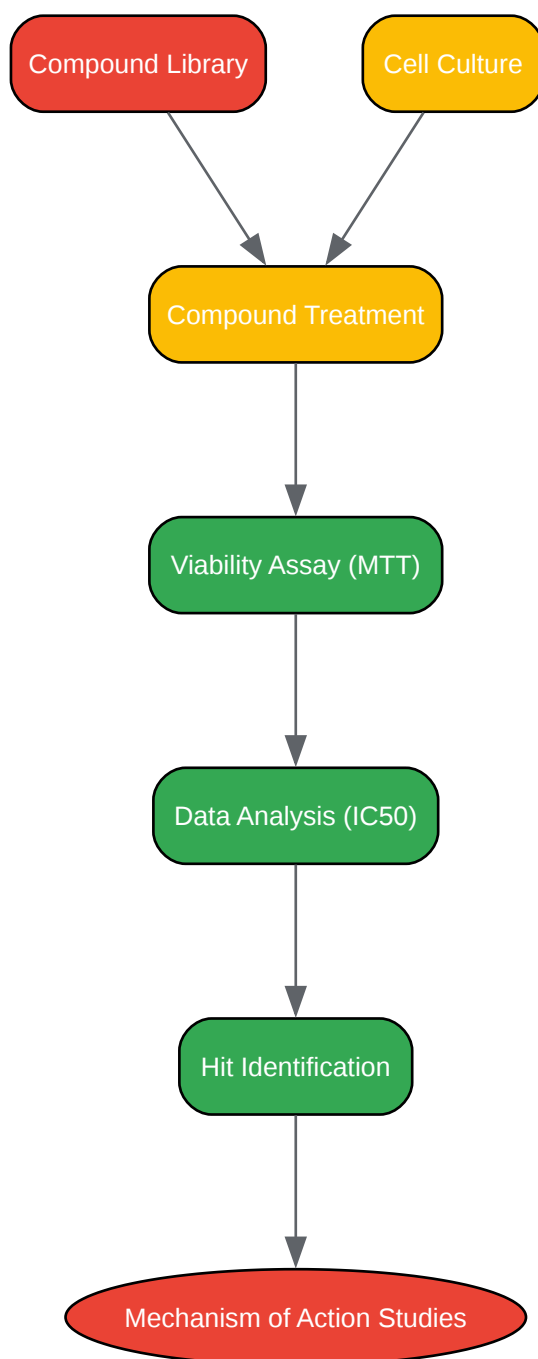 Compound Library
Cell Culture
Compound Treatment
Viability Assay (MTT)
Data Analysis (IC50)
Hit Identification
Mechanism of Action Studies